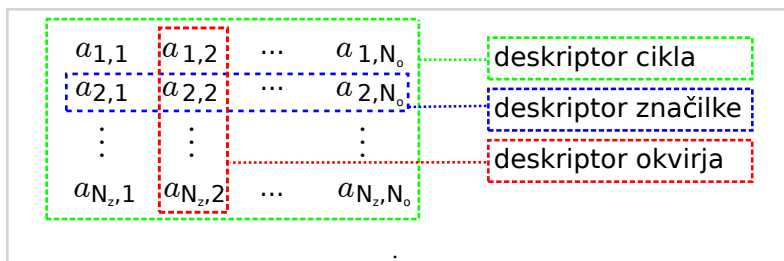 a1,1 a1,2 ... a1,No deskriptor cikla
a2,1 a2,2 ... a2,No deskriptor značilke
⋮ ⋮ ⋮ deskriptor okvirja
aNz,1 aNz,2 ... aNz,No
.